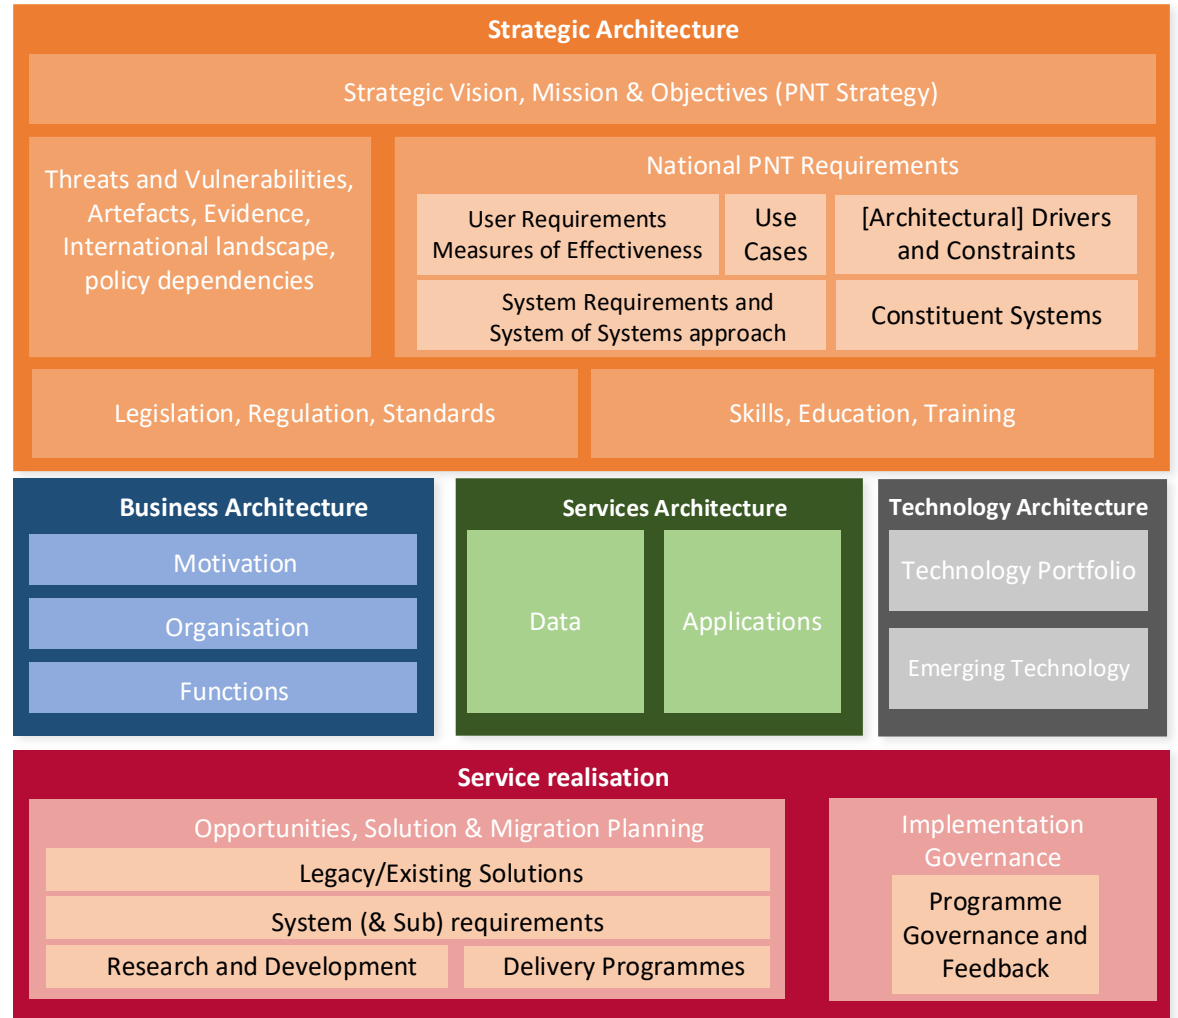 Strategic Architecture
Strategic Vision, Mission & Objectives (PNT Strategy)
Threats and Vulnerabilities,
Artefacts, Evidence,
International landscape,
policy dependencies
National PNT Requirements
User Requirements
Measures of Effectiveness
Use
Cases
[Architectural] Drivers
and Constraints
System Requirements and
System of Systems approach
Constituent Systems
Legislation, Regulation, Standards
Skills, Education, Training
Business Architecture
Motivation
Organisation
Functions
Services Architecture
Data
Applications
Technology Architecture
Technology Portfolio
Emerging Technology
Service realisation
Opportunities, Solution & Migration Planning
Legacy/Existing Solutions
System (& Sub) requirements
Research and Development
Delivery Programmes
Implementation
Governance
Programme
Governance and
Feedback